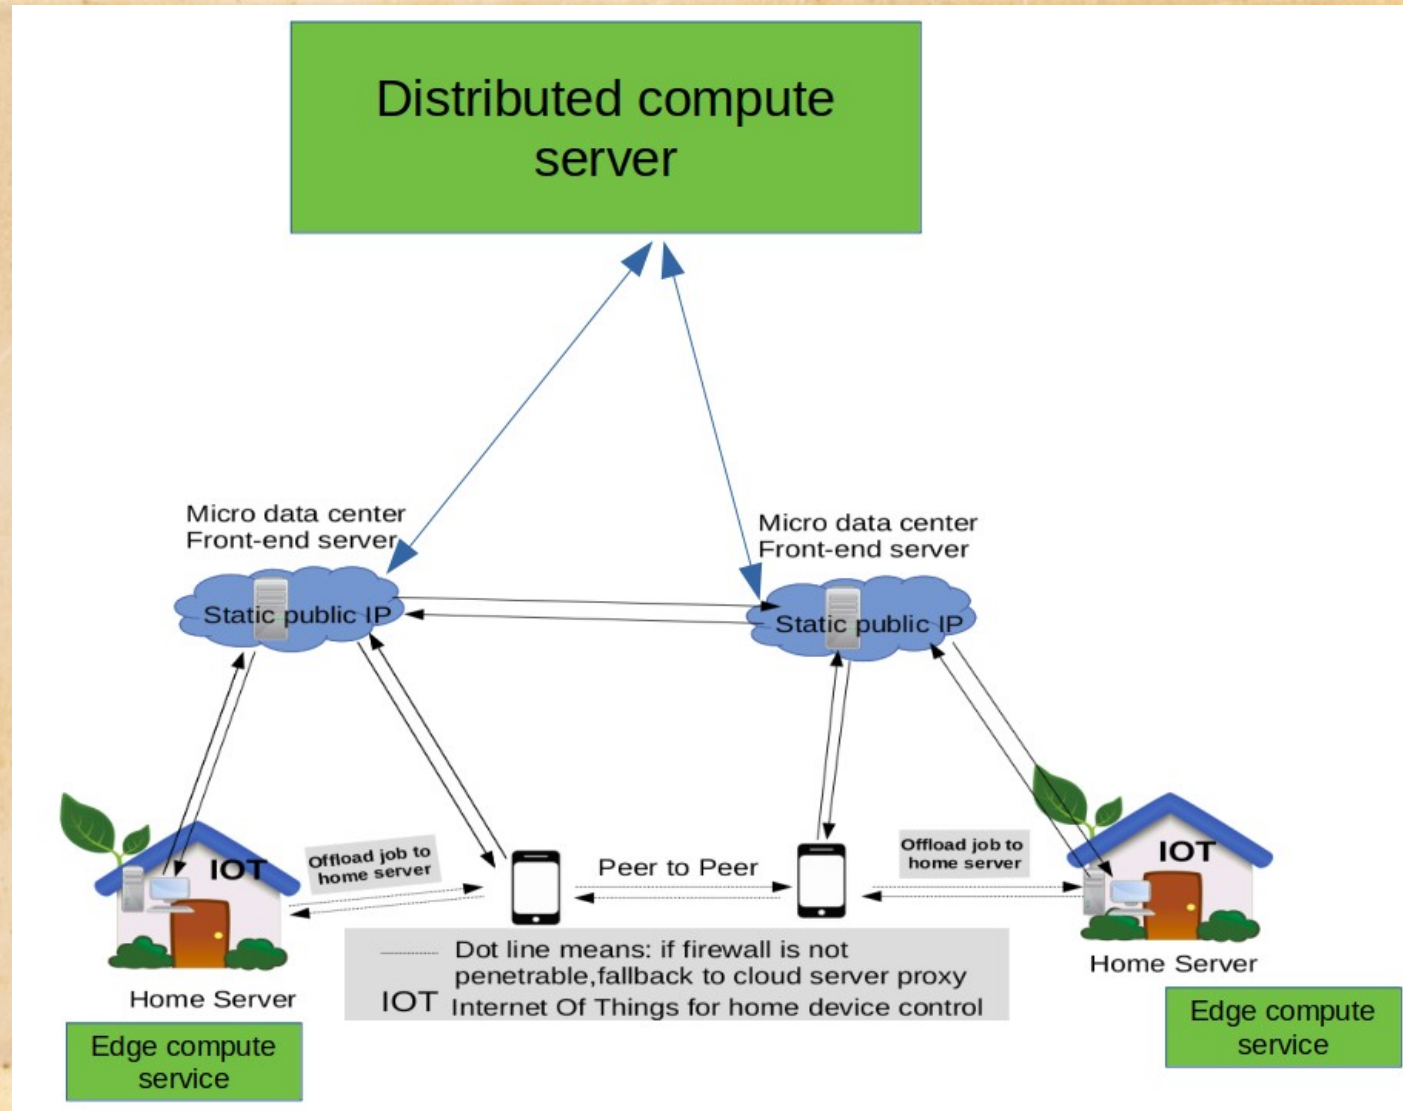 Distributed compute
server
Micro data center
Front-end server
Micro data center
Front-end server
Static public IP
Static public IP
IOT
Offload job to
home server
Peer to Peer
Offload job to
home server
IOT
Dot line means: if firewall is not
penetrable,fallback to cloud server proxy
IOT Internet Of Things for home device control
Home Server
Home Server
Edge compute
service
Edge compute
service